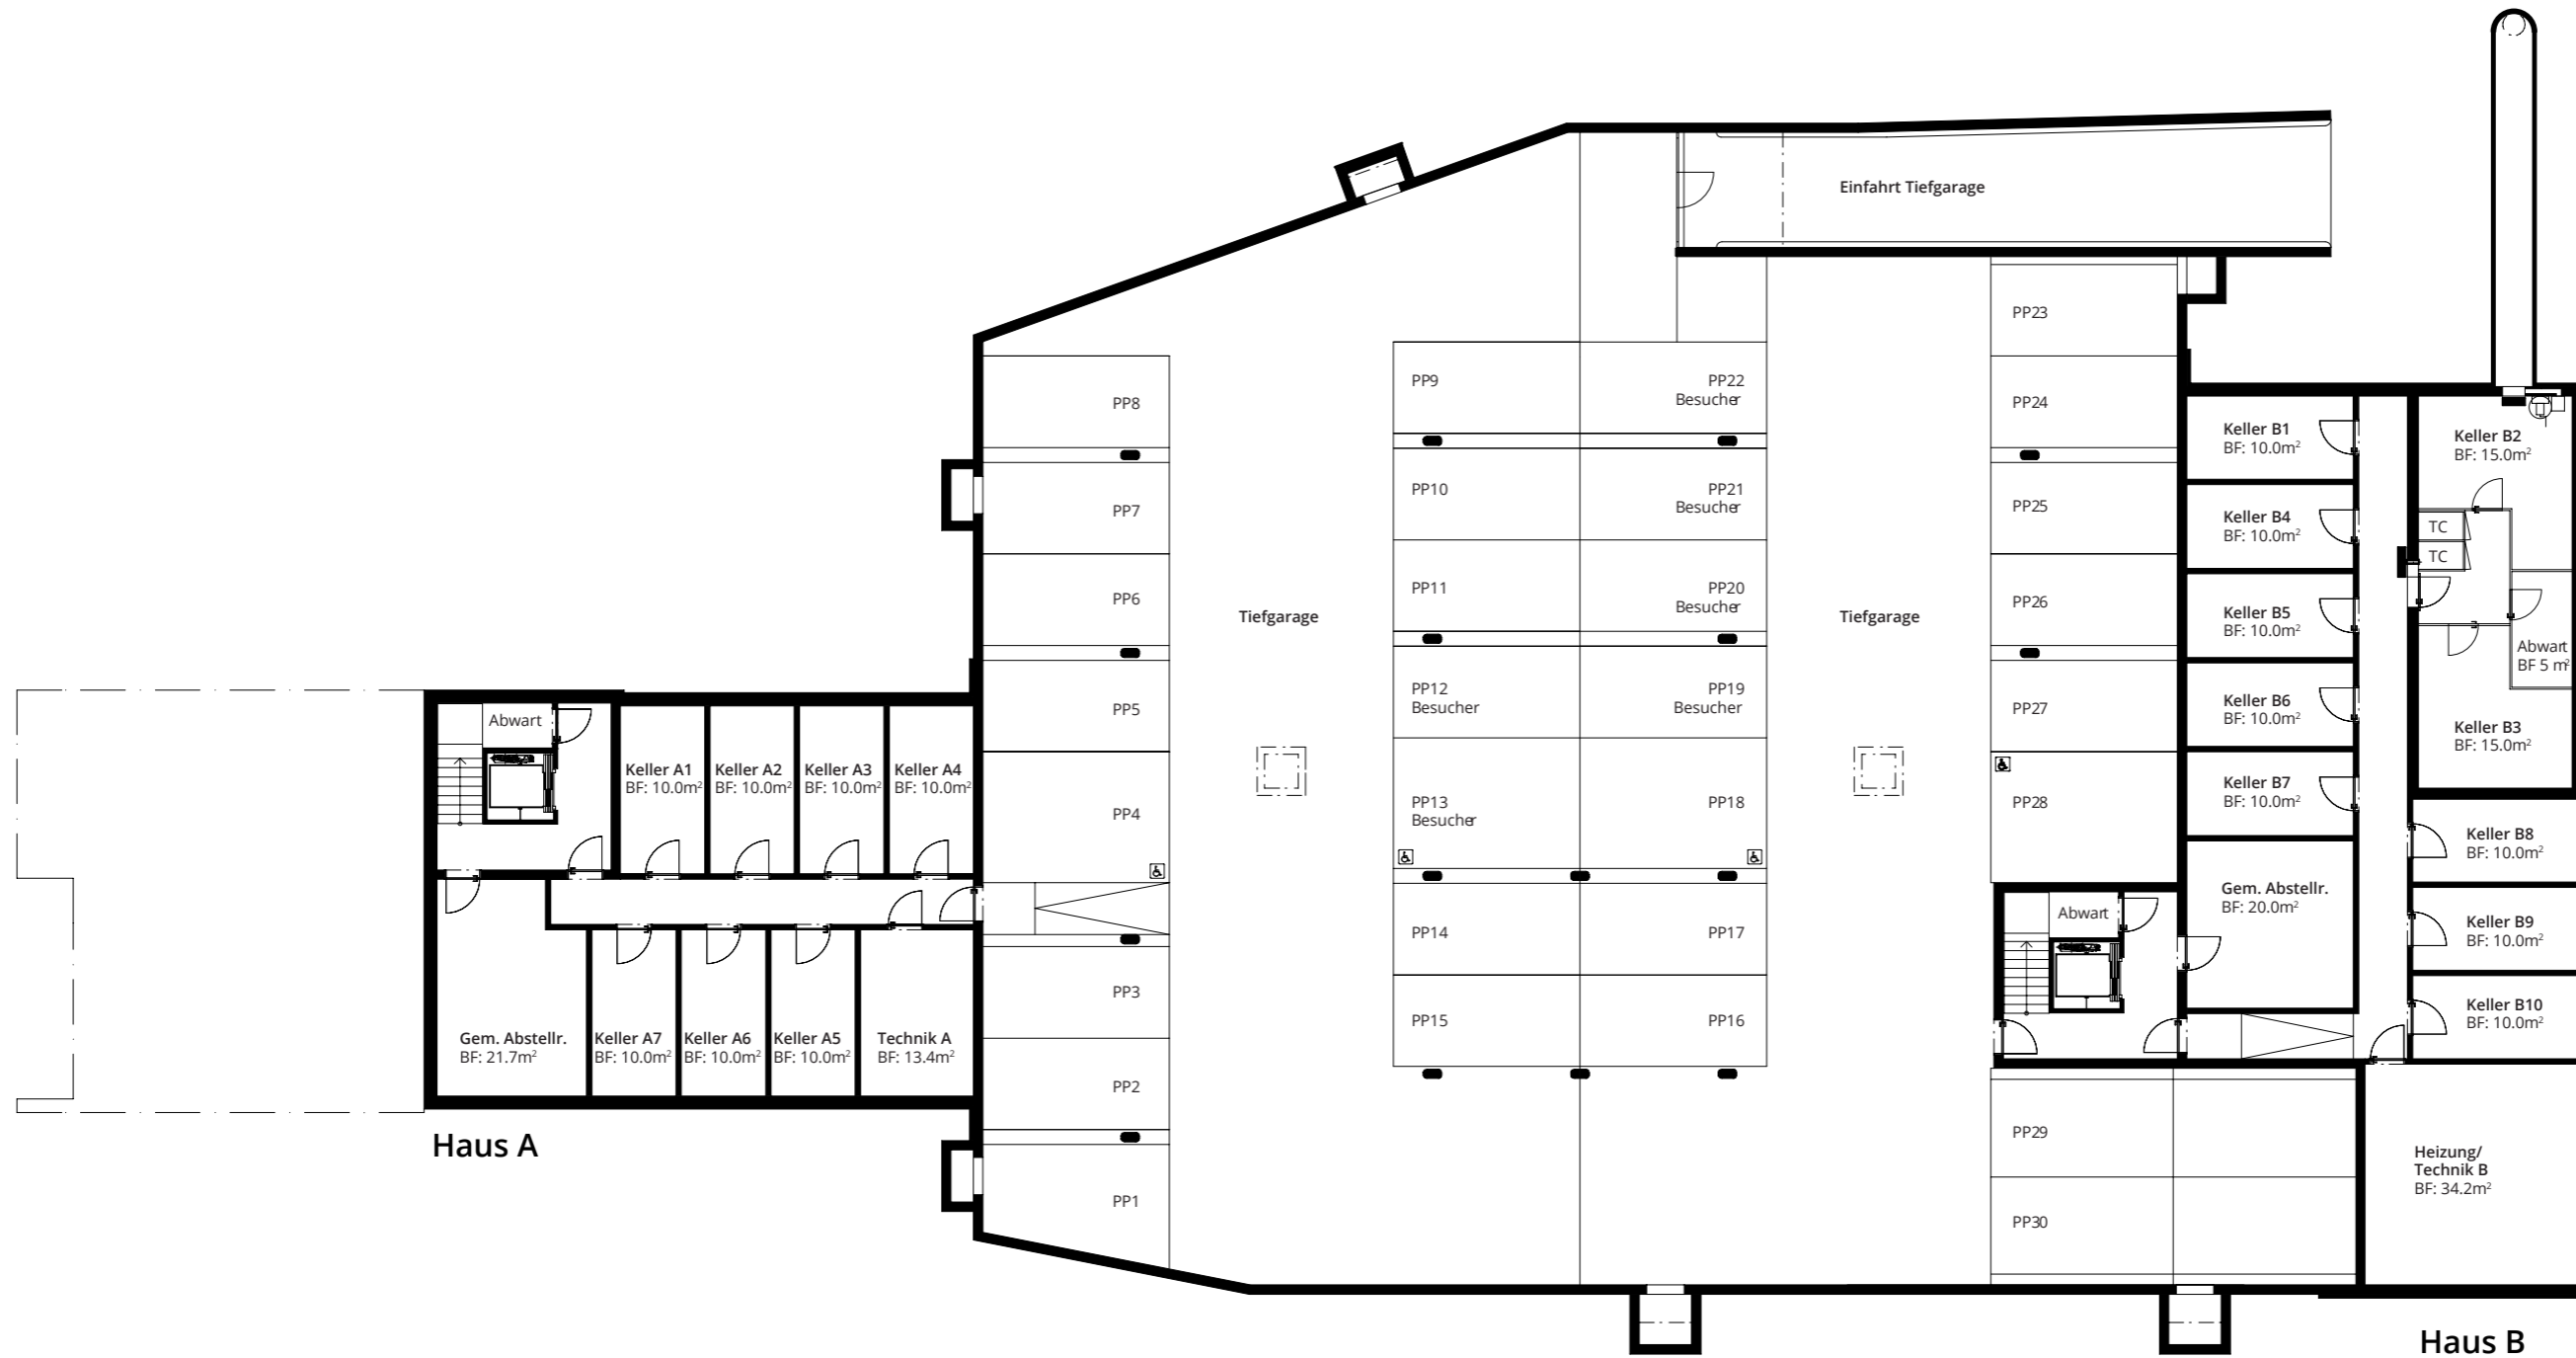 Einfahrt Tiefgarage
PP8
PP7
PP6
PP5
PP4
PP3
PP2
PP1
Tiefgarage
PP9
PP10
PP11
PP12
Besucher
PP13
Besucher
PP14
PP15
PP22
Besucher
PP21
Besucher
PP20
Besucher
PP19
Besucher
PP18
PP17
PP16
Tiefgarage
PP23
PP24
PP25
PP26
PP27
PP28
PP29
PP30
Abwart
Keller A1
BF: 10.0m²
Keller A2
BF: 10.0m²
Keller A3
BF: 10.0m²
Keller A4
BF: 10.0m²
Gem. Abstellr.
BF: 21.7m²
Keller A7
BF: 10.0m²
Keller A6
BF: 10.0m²
Keller A5
BF: 10.0m²
Technik A
BF: 13.4m²
Haus A
Keller B1
BF: 10.0m²
Keller B4
BF: 10.0m²
Keller B5
BF: 10.0m²
Keller B6
BF: 10.0m²
Keller B7
BF: 10.0m²
Gem. Abstellr.
BF: 20.0m²
Abwart
Keller B2
BF: 15.0m²
TC
TC
Abwart
BF 5 m²
Keller B3
BF: 15.0m²
Keller B8
BF: 10.0m²
Keller B9
BF: 10.0m²
Keller B10
BF: 10.0m²
Heizung/
Technik B
BF: 34.2m²
Haus B